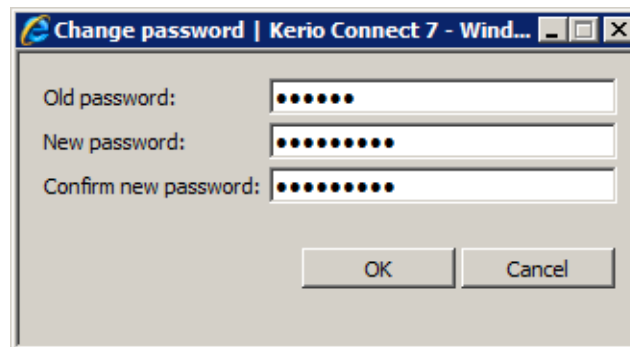 Change password | Kerio Connect 7 - Wind...
Old password: ●●●●●●
New password: ●●●●●●●●●
Confirm new password: ●●●●●●●●●
OK Cancel